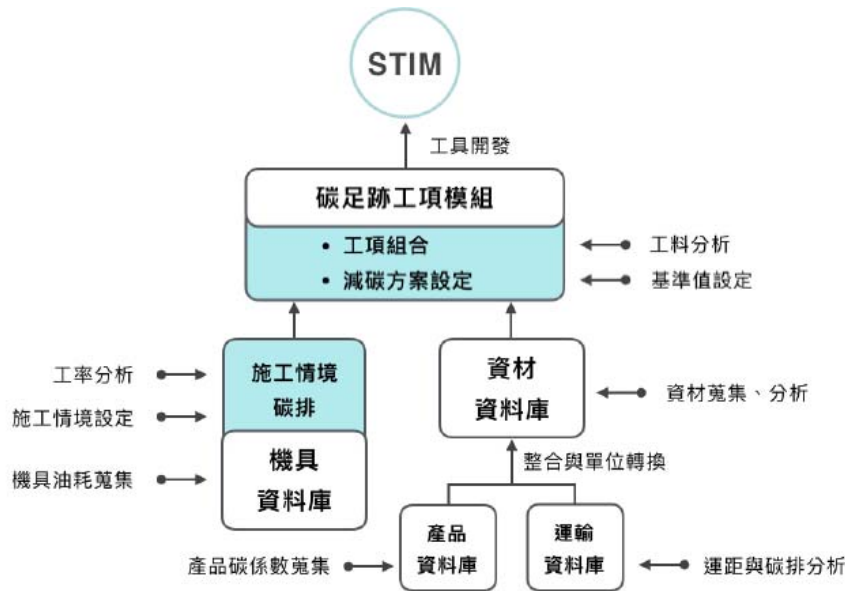 STIM
工具開發
碳足跡工項模組
• 工項組合
• 減碳方案設定
工料分析
基準值設定
工率分析
施工情境設定
機具油耗蒐集
施工情境
碳排
機具
資料庫
資材
資料庫
資材蒐集、分析
整合與單位轉換
產品碳係數蒐集
產品
資料庫
運輸
資料庫
運距與碳排分析